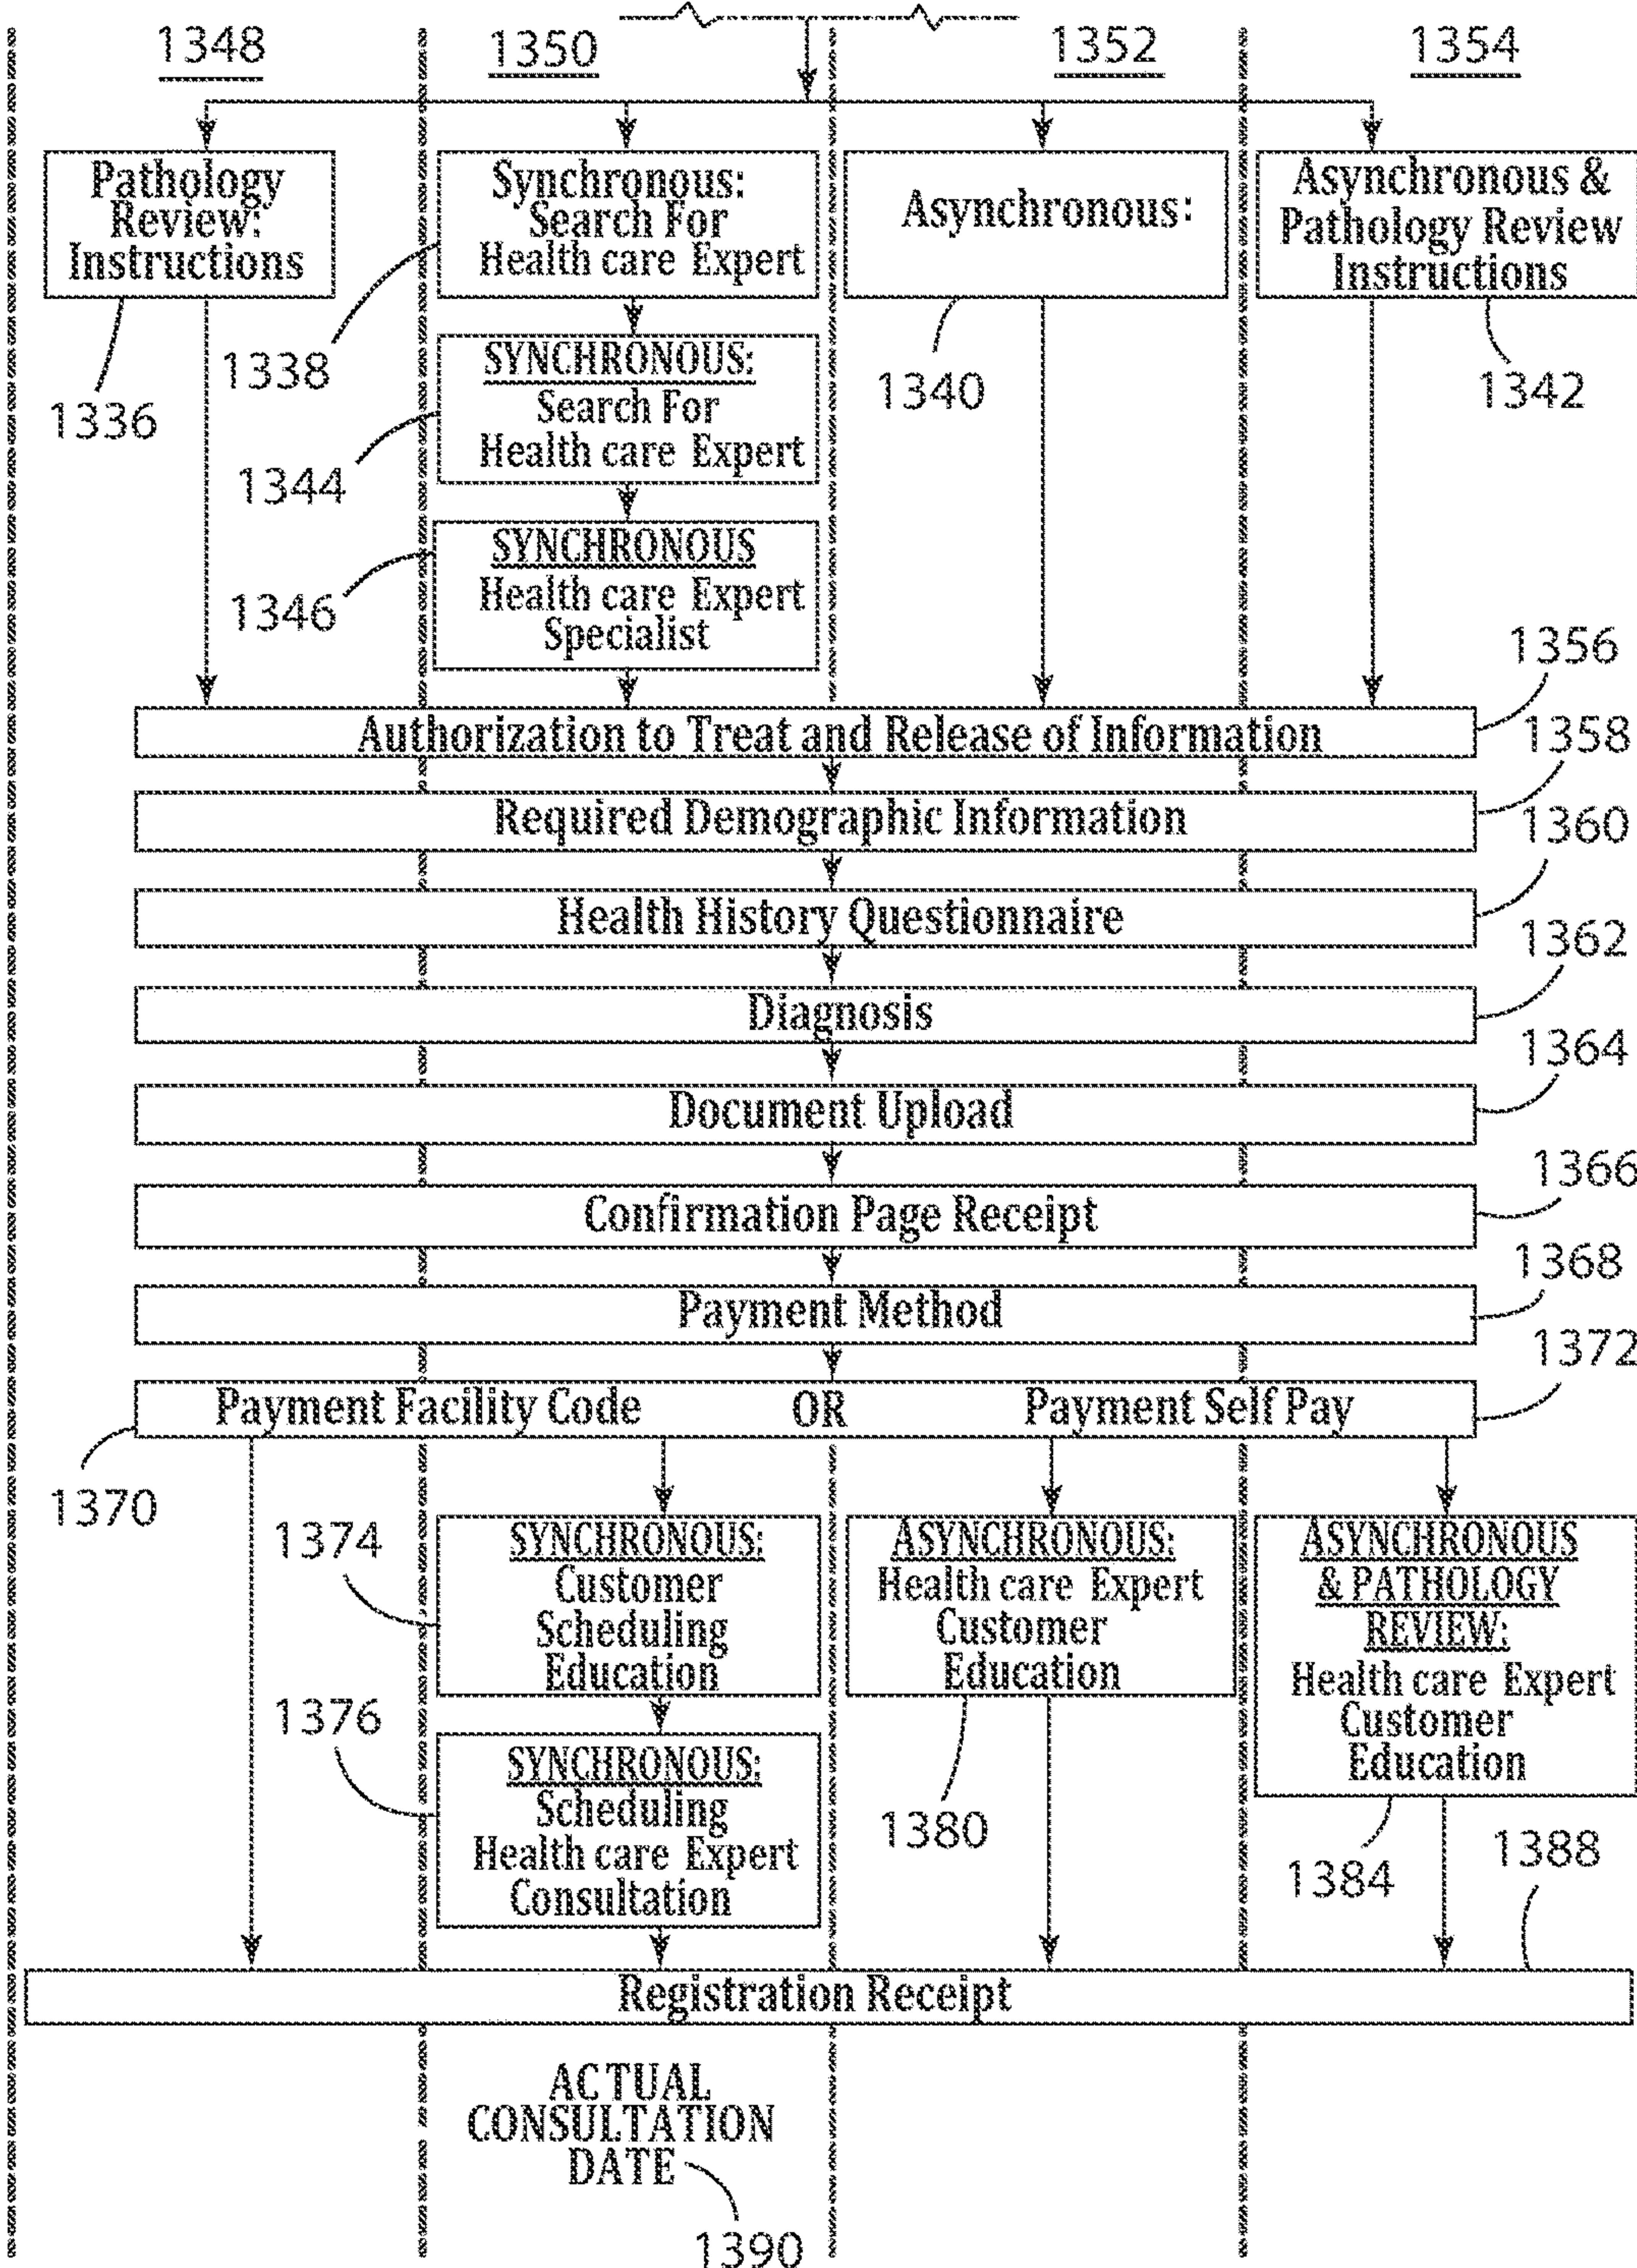 1348
1350
1352
1354
Pathology
Review:
Instructions
Synchronous:
Search For
Health care Expert
Asynchronous:
Asynchronous &
Pathology Review
Instructions
1336
1338
1340
1342
SYNCHRONOUS:
Search For
Health care Expert
1344
SYNCHRONOUS
Health care Expert
Specialist
1346
Authorization to Treat and Release of Information
1356
Required Demographic Information
1358
Health History Questionnaire
1360
Diagnosis
1362
Document Upload
1364
Confirmation Page Receipt
1366
Payment Method
1368
Payment Facility Code OR Payment Self Pay
1372
1370
SYNCHRONOUS:
Customer
Scheduling
Education
1374
ASYNCHRONOUS:
Health care Expert
Customer
Education
ASYNCHRONOUS
& PATHOLOGY
REVIEW:
Health care Expert
Customer
Education
1376
SYNCHRONOUS:
Scheduling
Health care Expert
Consultation
1380
1384
1388
Registration Receipt
ACTUAL
CONSULTATION
DATE
1390